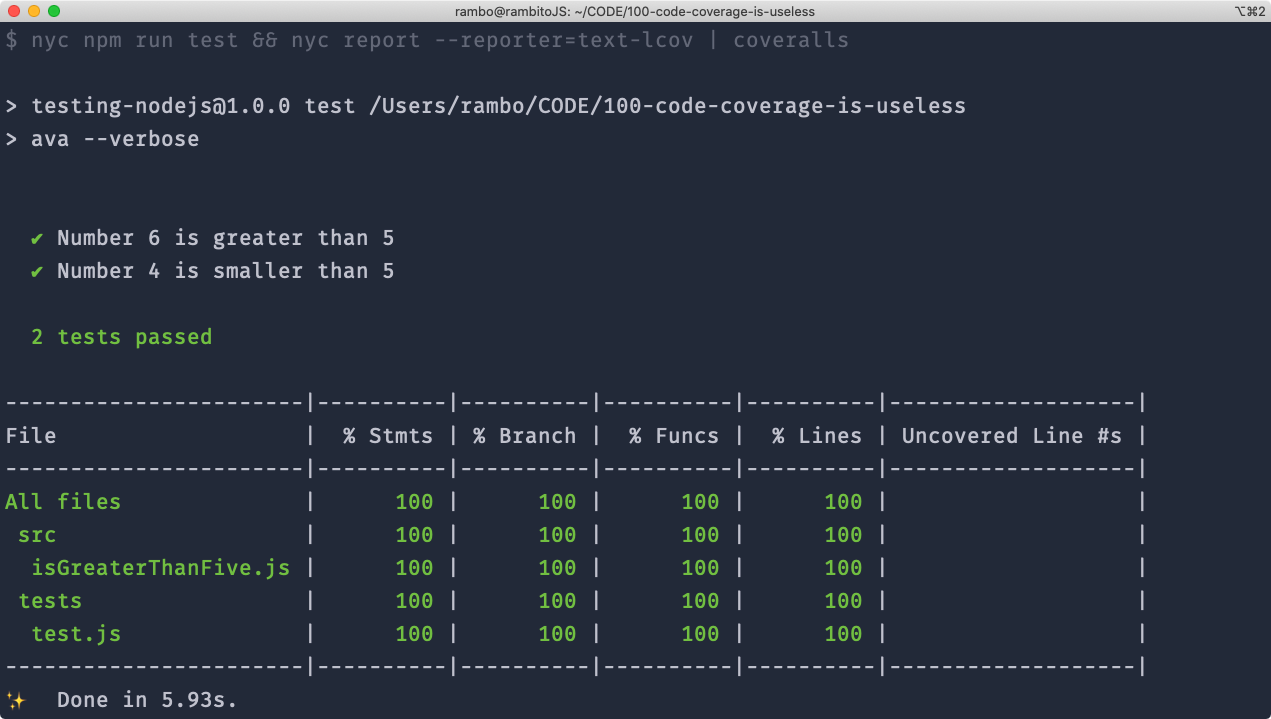 rambo@rambitoJS: ~/CODE/100-code-coverage-is-useless ⌥⌘2
$ nyc npm run test && nyc report --reporter=text-lcov | coveralls
> testing-nodejs@1.0.0 test /Users/rambo/CODE/100-code-coverage-is-useless
> ava --verbose
✔ Number 6 is greater than 5
✔ Number 4 is smaller than 5
2 tests passed
-----------------------|----------|----------|----------|----------|-------------------|
File                   |  % Stmts | % Branch |  % Funcs |  % Lines | Uncovered Line #s |
-----------------------|----------|----------|----------|----------|-------------------|
All files              |      100 |      100 |      100 |      100 |                   |
 src                   |      100 |      100 |      100 |      100 |                   |
  isGreaterThanFive.js |      100 |      100 |      100 |      100 |                   |
 tests                 |      100 |      100 |      100 |      100 |                   |
  test.js              |      100 |      100 |      100 |      100 |                   |
-----------------------|----------|----------|----------|----------|-------------------|
✨  Done in 5.93s.